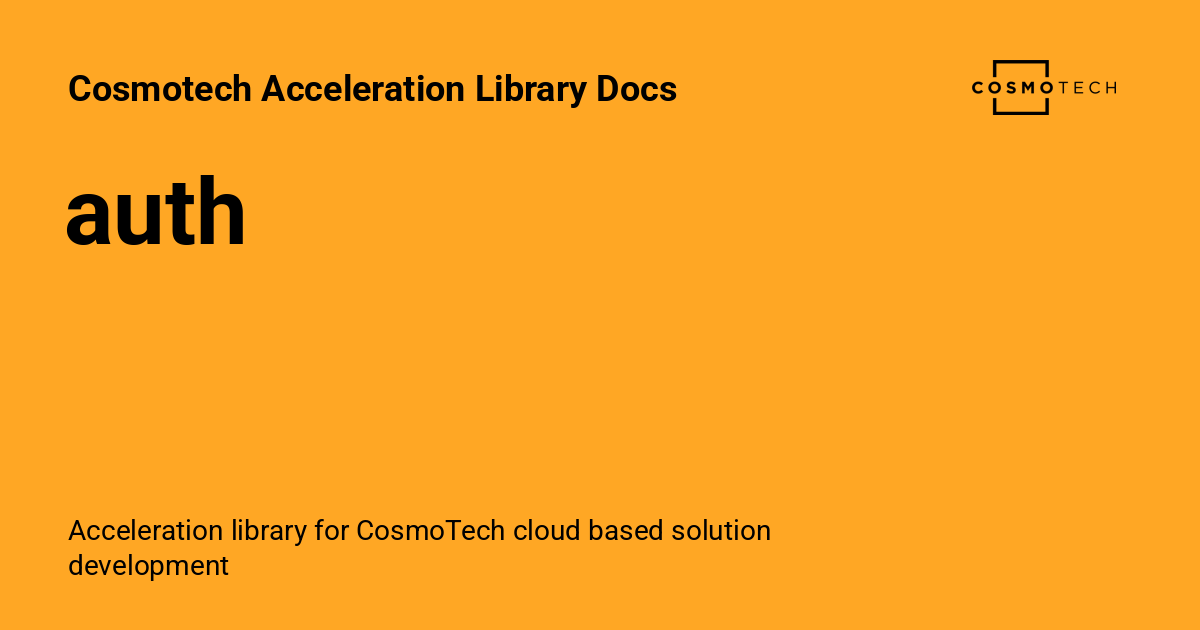 Cosmotech Acceleration Library Docs
COSMOTECH
auth
Acceleration library for CosmoTech cloud based solution
development